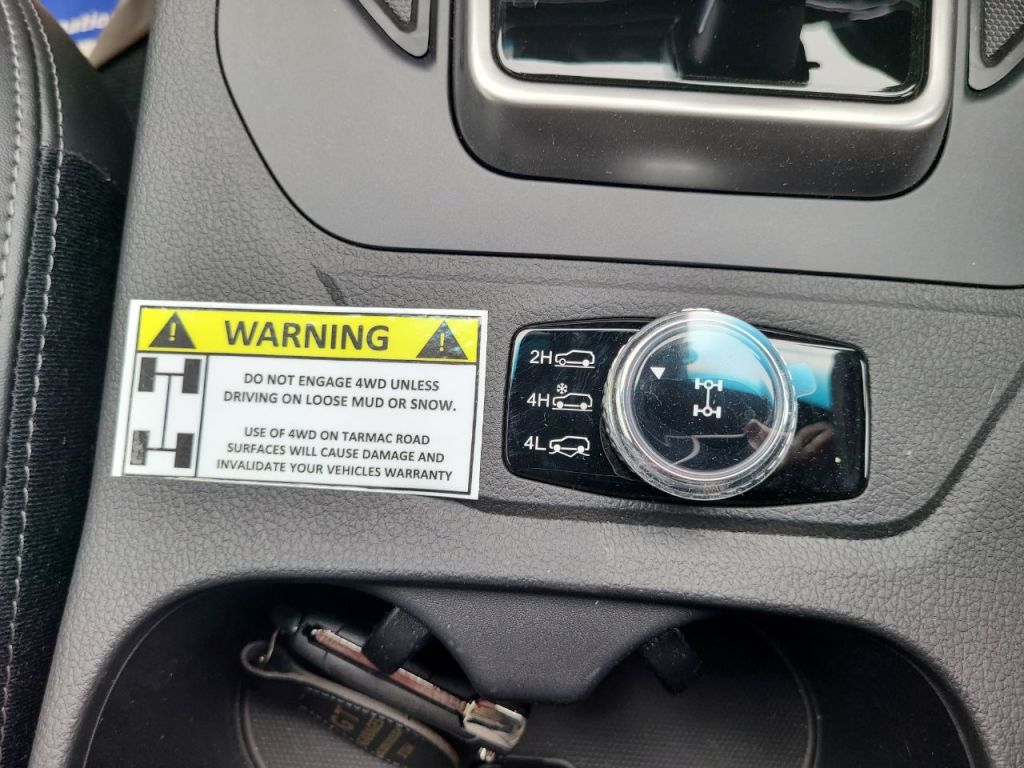 WARNING
DO NOT ENGAGE 4WD UNLESS
DRIVING ON LOOSE MUD OR SNOW.
USE OF 4WD ON TARMAC ROAD
SURFACES WILL CAUSE DAMAGE AND
INVALIDATE YOUR VEHICLES WARRANTY
2H
4H
4L